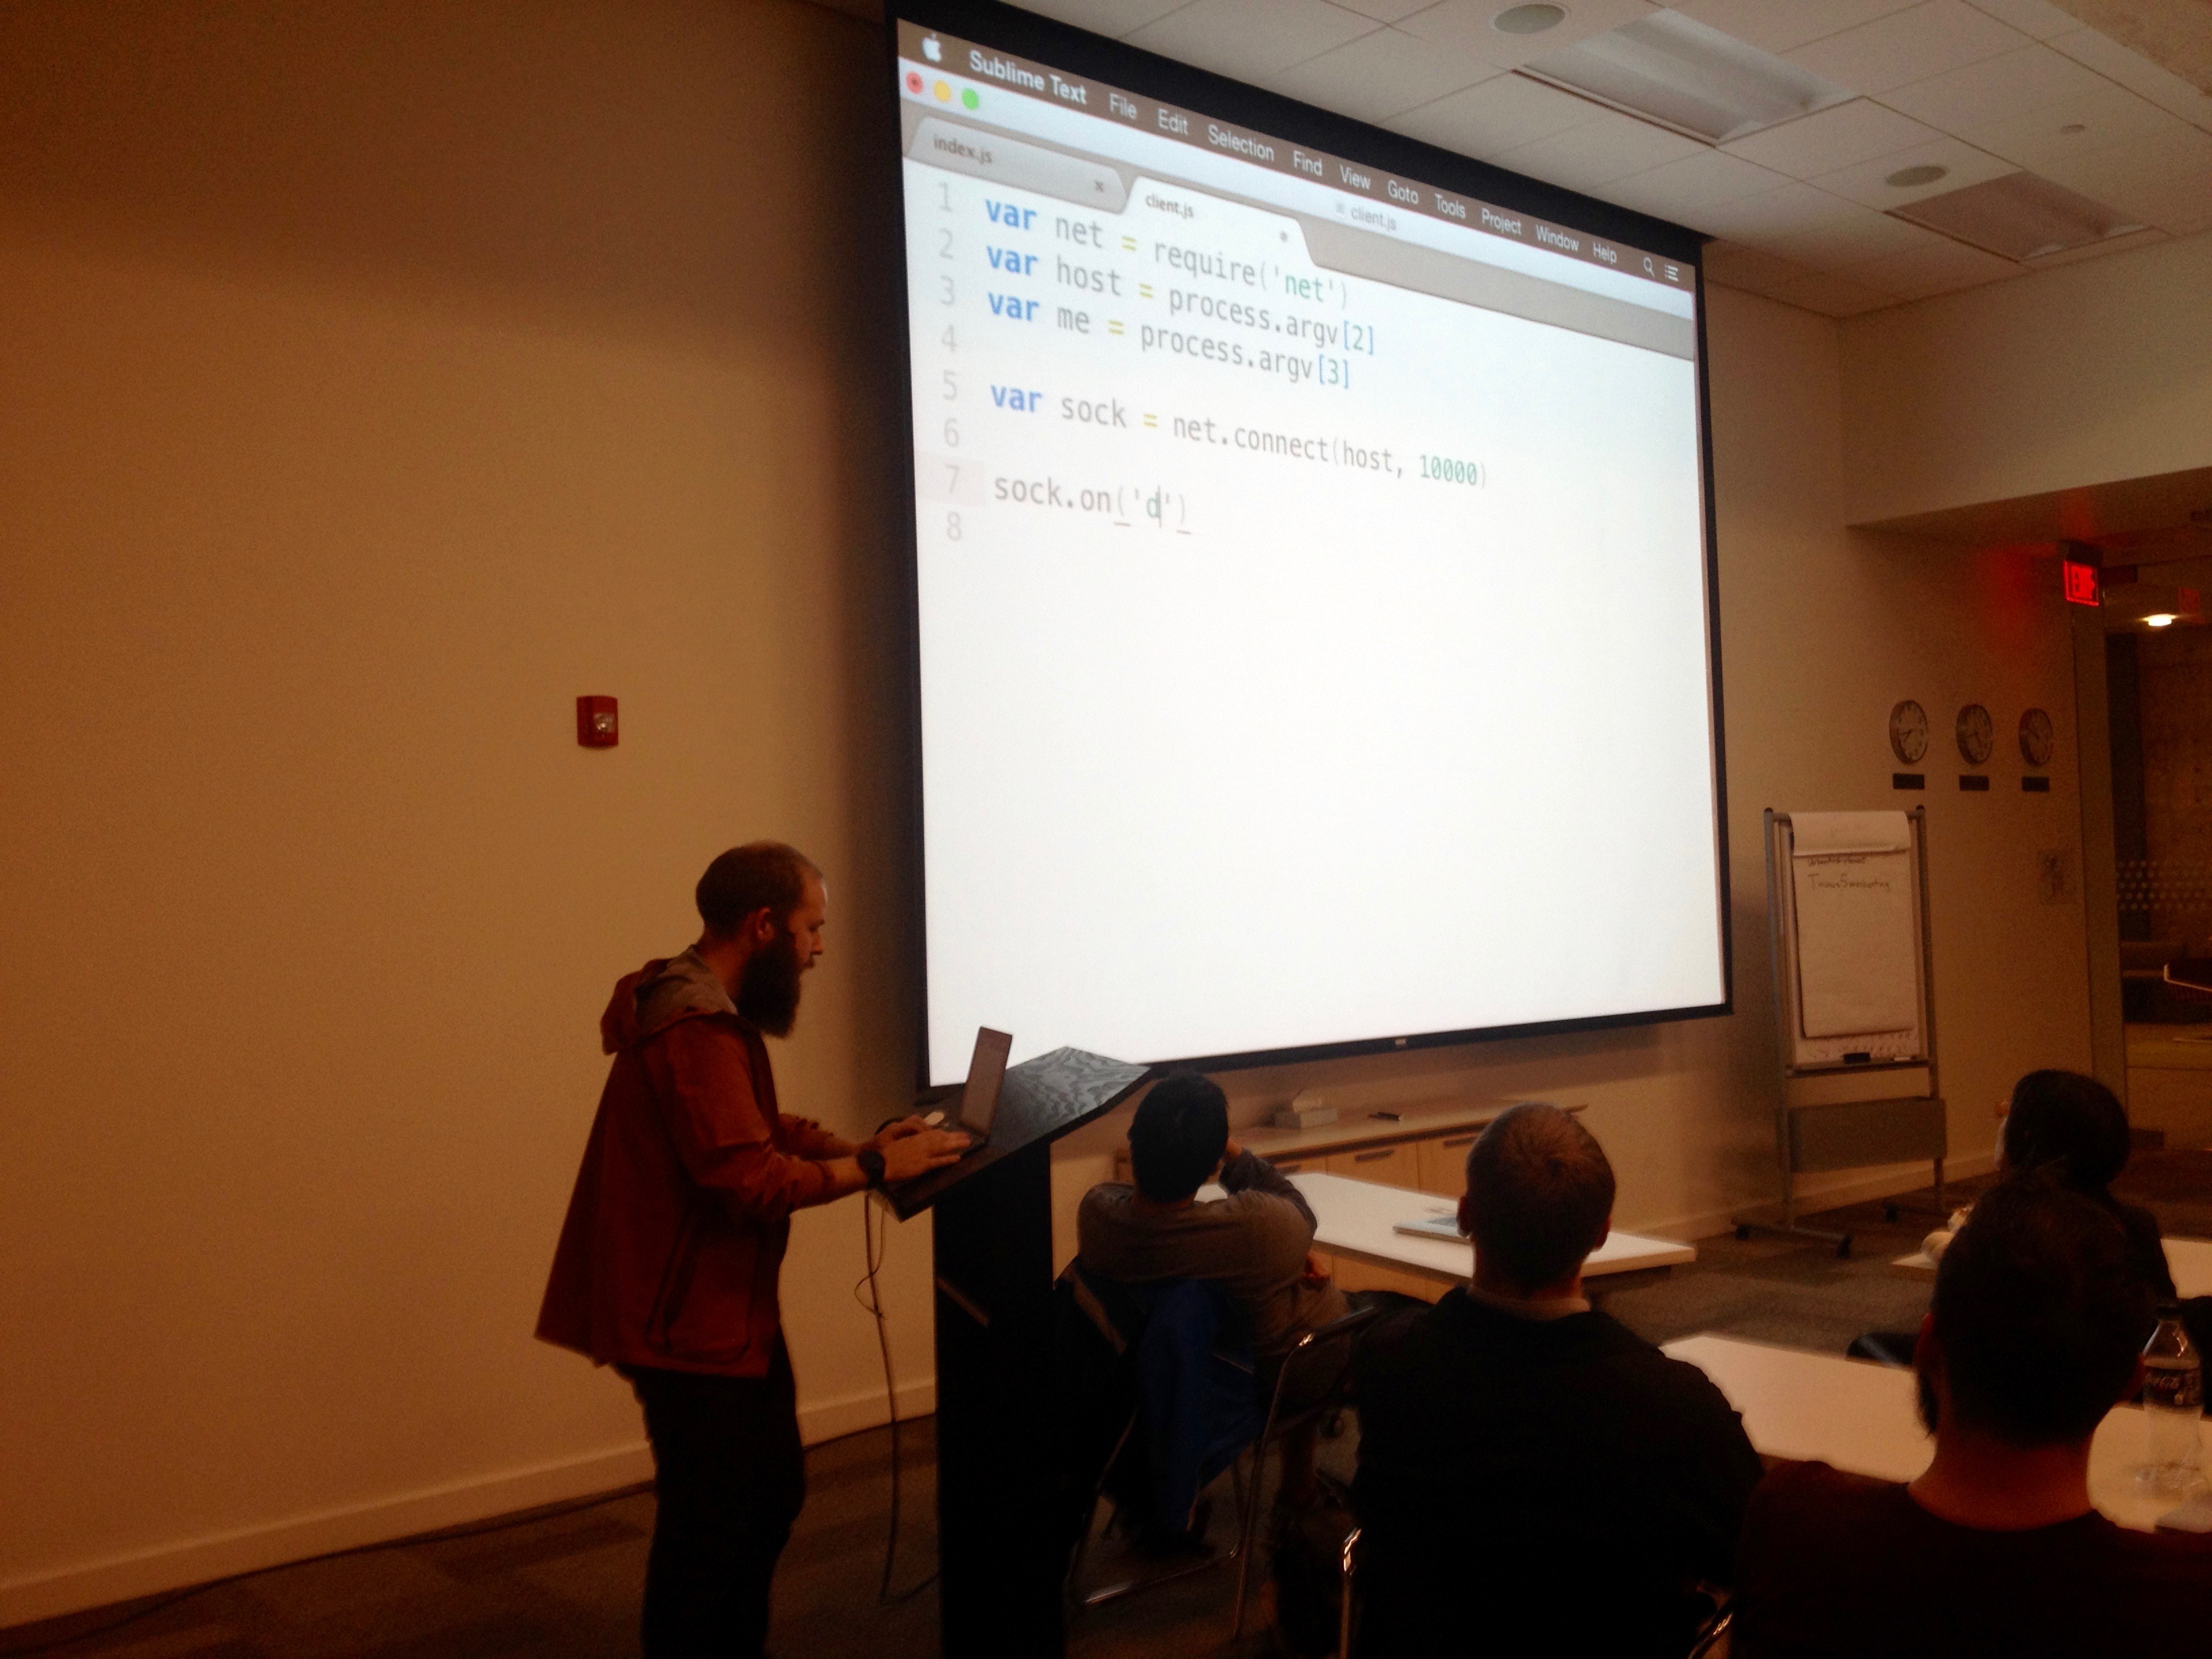 Sublime Text File Edit Selection Find View Goto Tools Project Window Help
client.js
index.js x client.js
1 var net = require('net')
2 var host = process.argv[2]
3 var me = process.argv[3]
4
5 var sock = net.connect(host, 10000)
6
7 sock.on('d')
8
EXIT